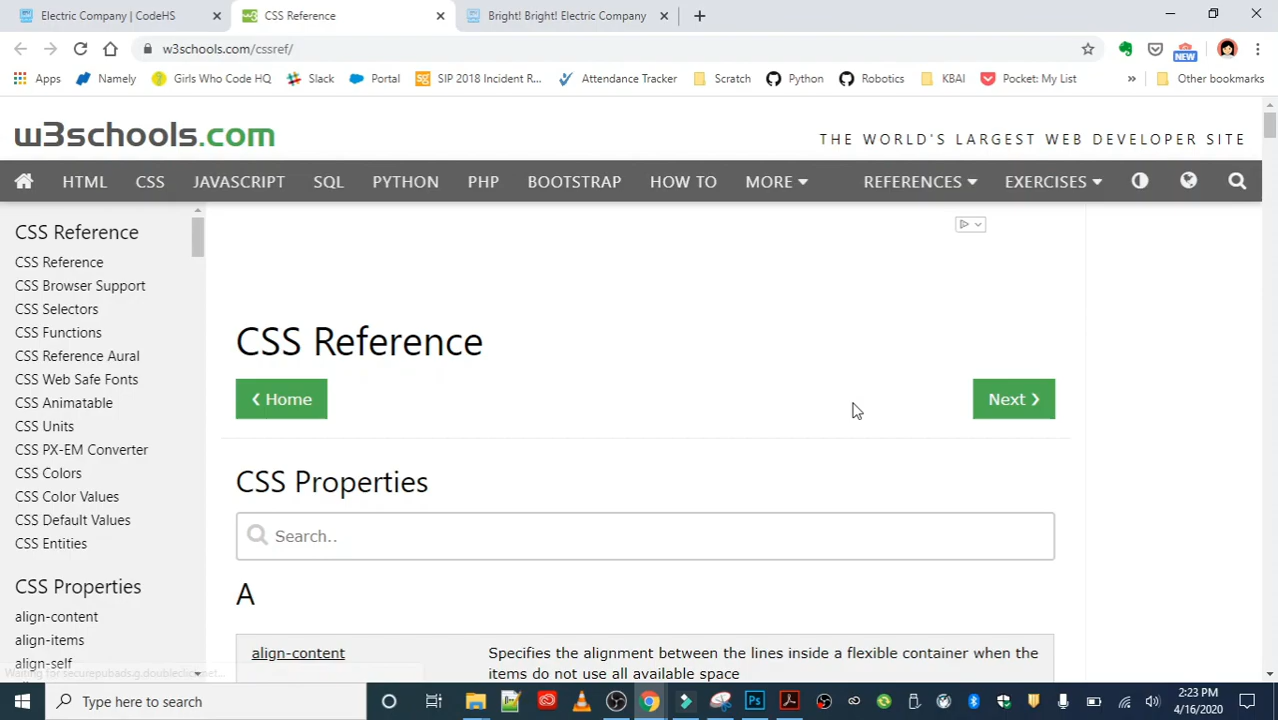 Electric Company | CodeHS
CSS Reference
Bright! Bright! Electric Company
w3schools.com/cssref/
NEW
Apps
Namely
Girls Who Code HQ
Slack
Portal
SIP 2018 Incident R...
Attendance Tracker
Scratch
Python
Robotics
KBAI
Pocket: My List
»
Other bookmarks
w3schools.com
THE WORLD'S LARGEST WEB DEVELOPER SITE
HTML CSS JAVASCRIPT SQL PYTHON PHP BOOTSTRAP HOW TO MORE REFERENCES EXERCISES
CSS Reference
CSS Reference
CSS Browser Support
CSS Selectors
CSS Functions
CSS Reference Aural
CSS Web Safe Fonts
CSS Animatable
CSS Units
CSS PX-EM Converter
CSS Colors
CSS Color Values
CSS Default Values
CSS Entities
CSS Properties
align-content
align-items
align-self
CSS Reference
❮ Home
Next ❯
CSS Properties
Search..
A
align-content
Specifies the alignment between the lines inside a flexible container when the
items do not use all available space
Waiting for securepubads.g.doubleclick.net...
Type here to search
2:23 PM
4/16/2020